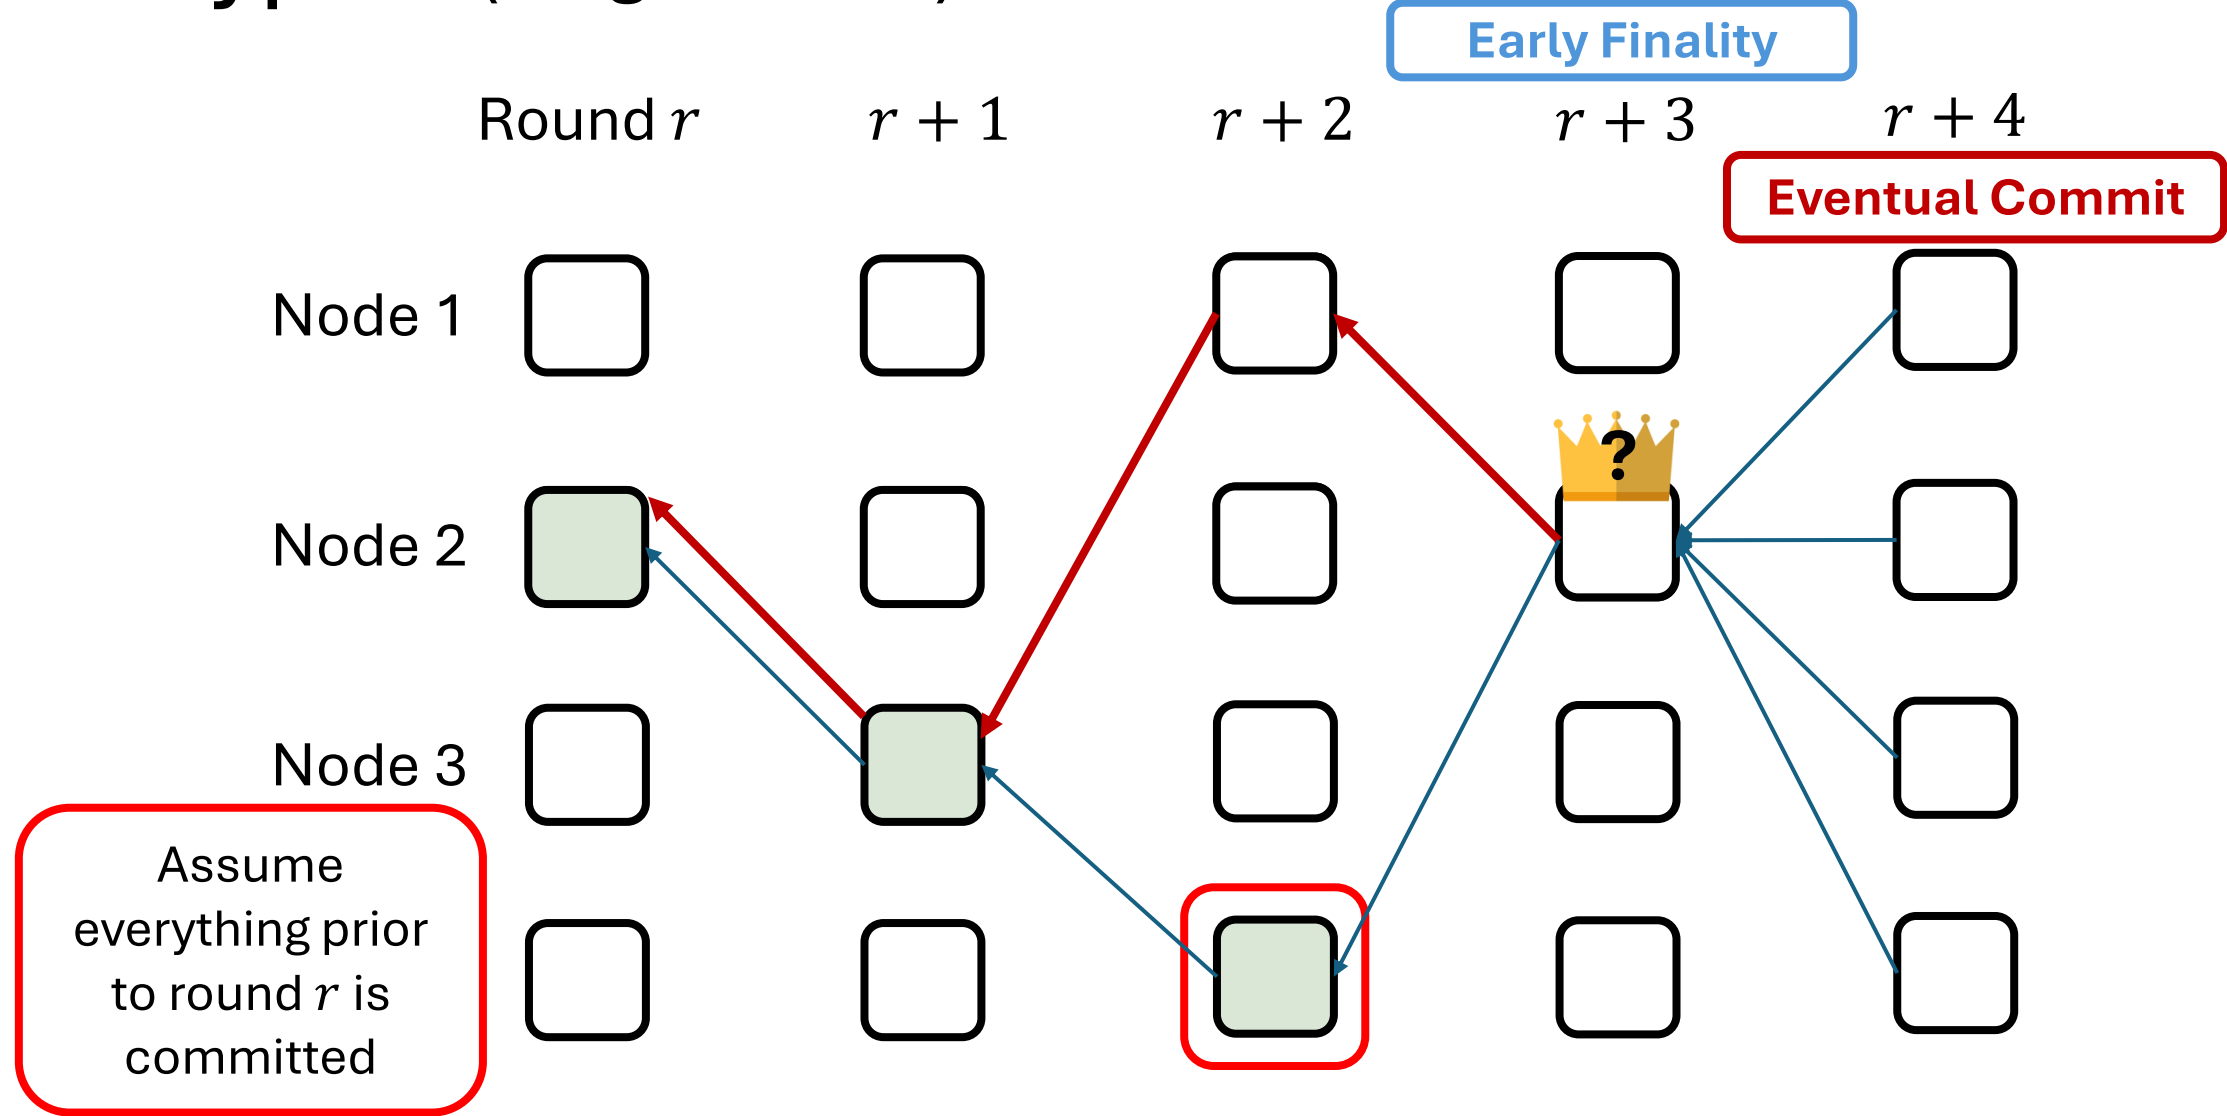 Early Finality
Round r
r + 1
r + 2
r + 3
r + 4
Eventual Commit
Node 1
?
Node 2
Node 3
Assume
everything prior
to round r is
committed